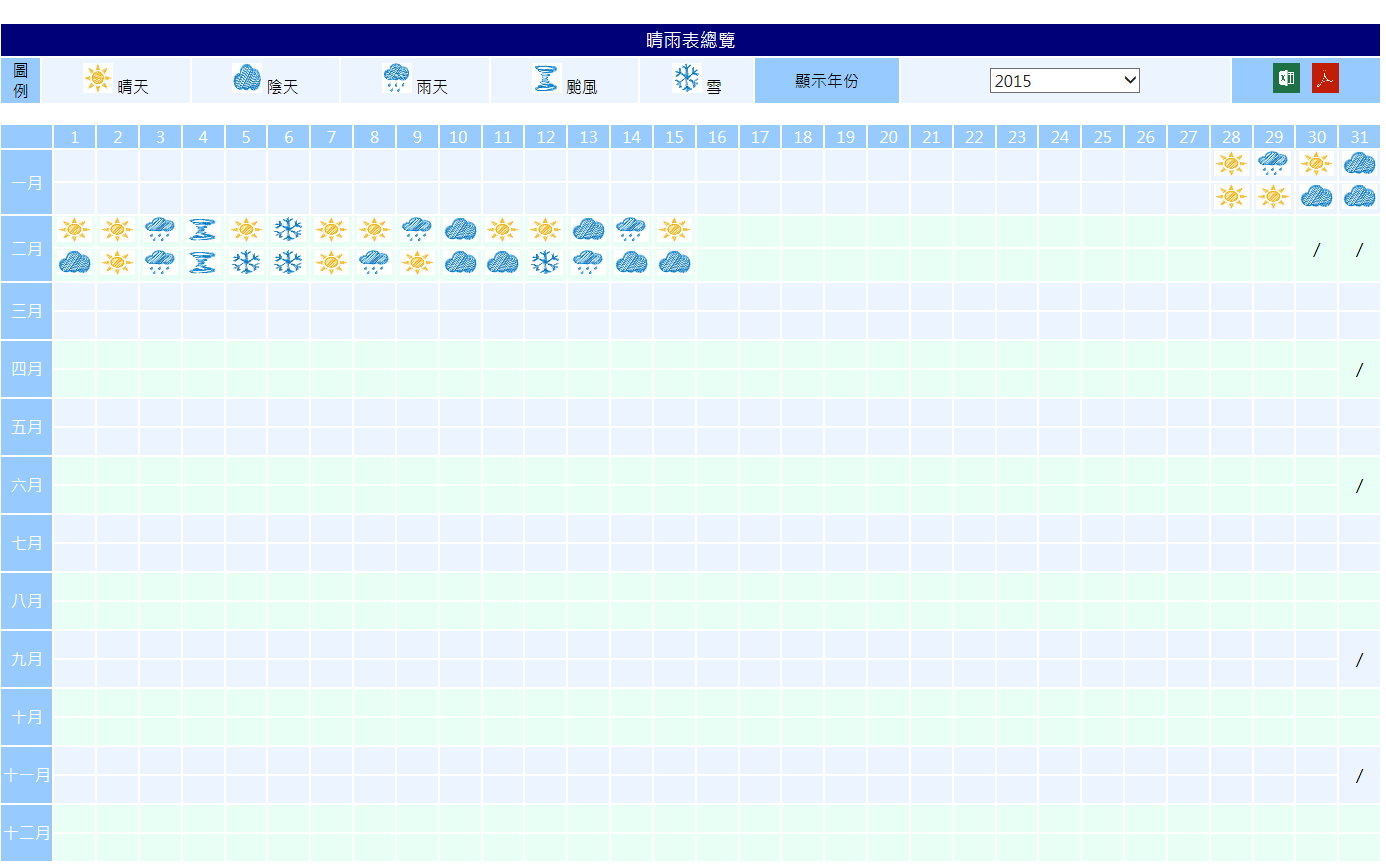 晴雨表總覽
圖例 晴天 陰天 雨天 颱風 雪 顯示年份 2015
1 2 3 4 5 6 7 8 9 10 11 12 13 14 15 16 17 18 19 20 21 22 23 24 25 26 27 28 29 30 31
一月
二月 / /
三月
四月 /
五月
六月 /
七月
八月
九月 /
十月
十一月 /
十二月